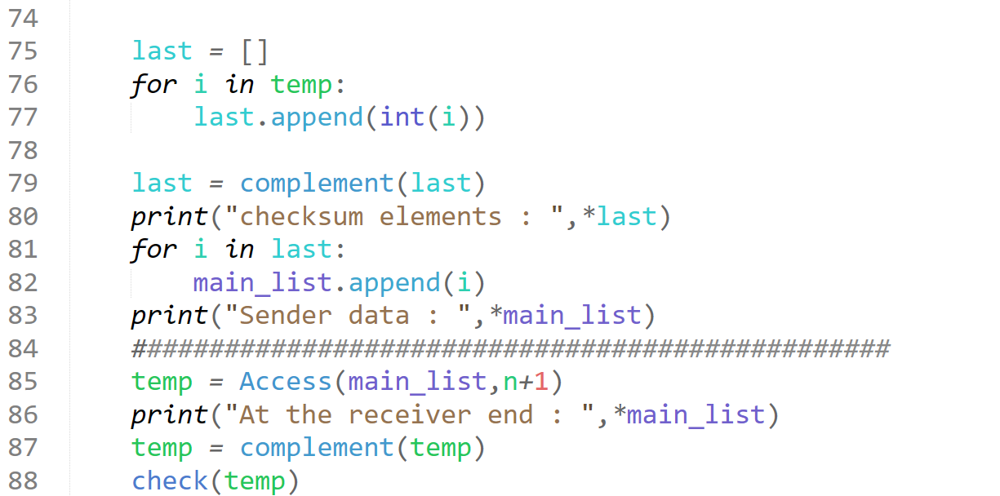 74
75 last = []
76 for i in temp:
77 last.append(int(i))
78
79 last = complement(last)
80 print("checksum elements : ",*last)
81 for i in last:
82 main_list.append(i)
83 print("Sender data : ",*main_list)
84 #################################################
85 temp = Access(main_list,n+1)
86 print("At the receiver end : ",*main_list)
87 temp = complement(temp)
88 check(temp)